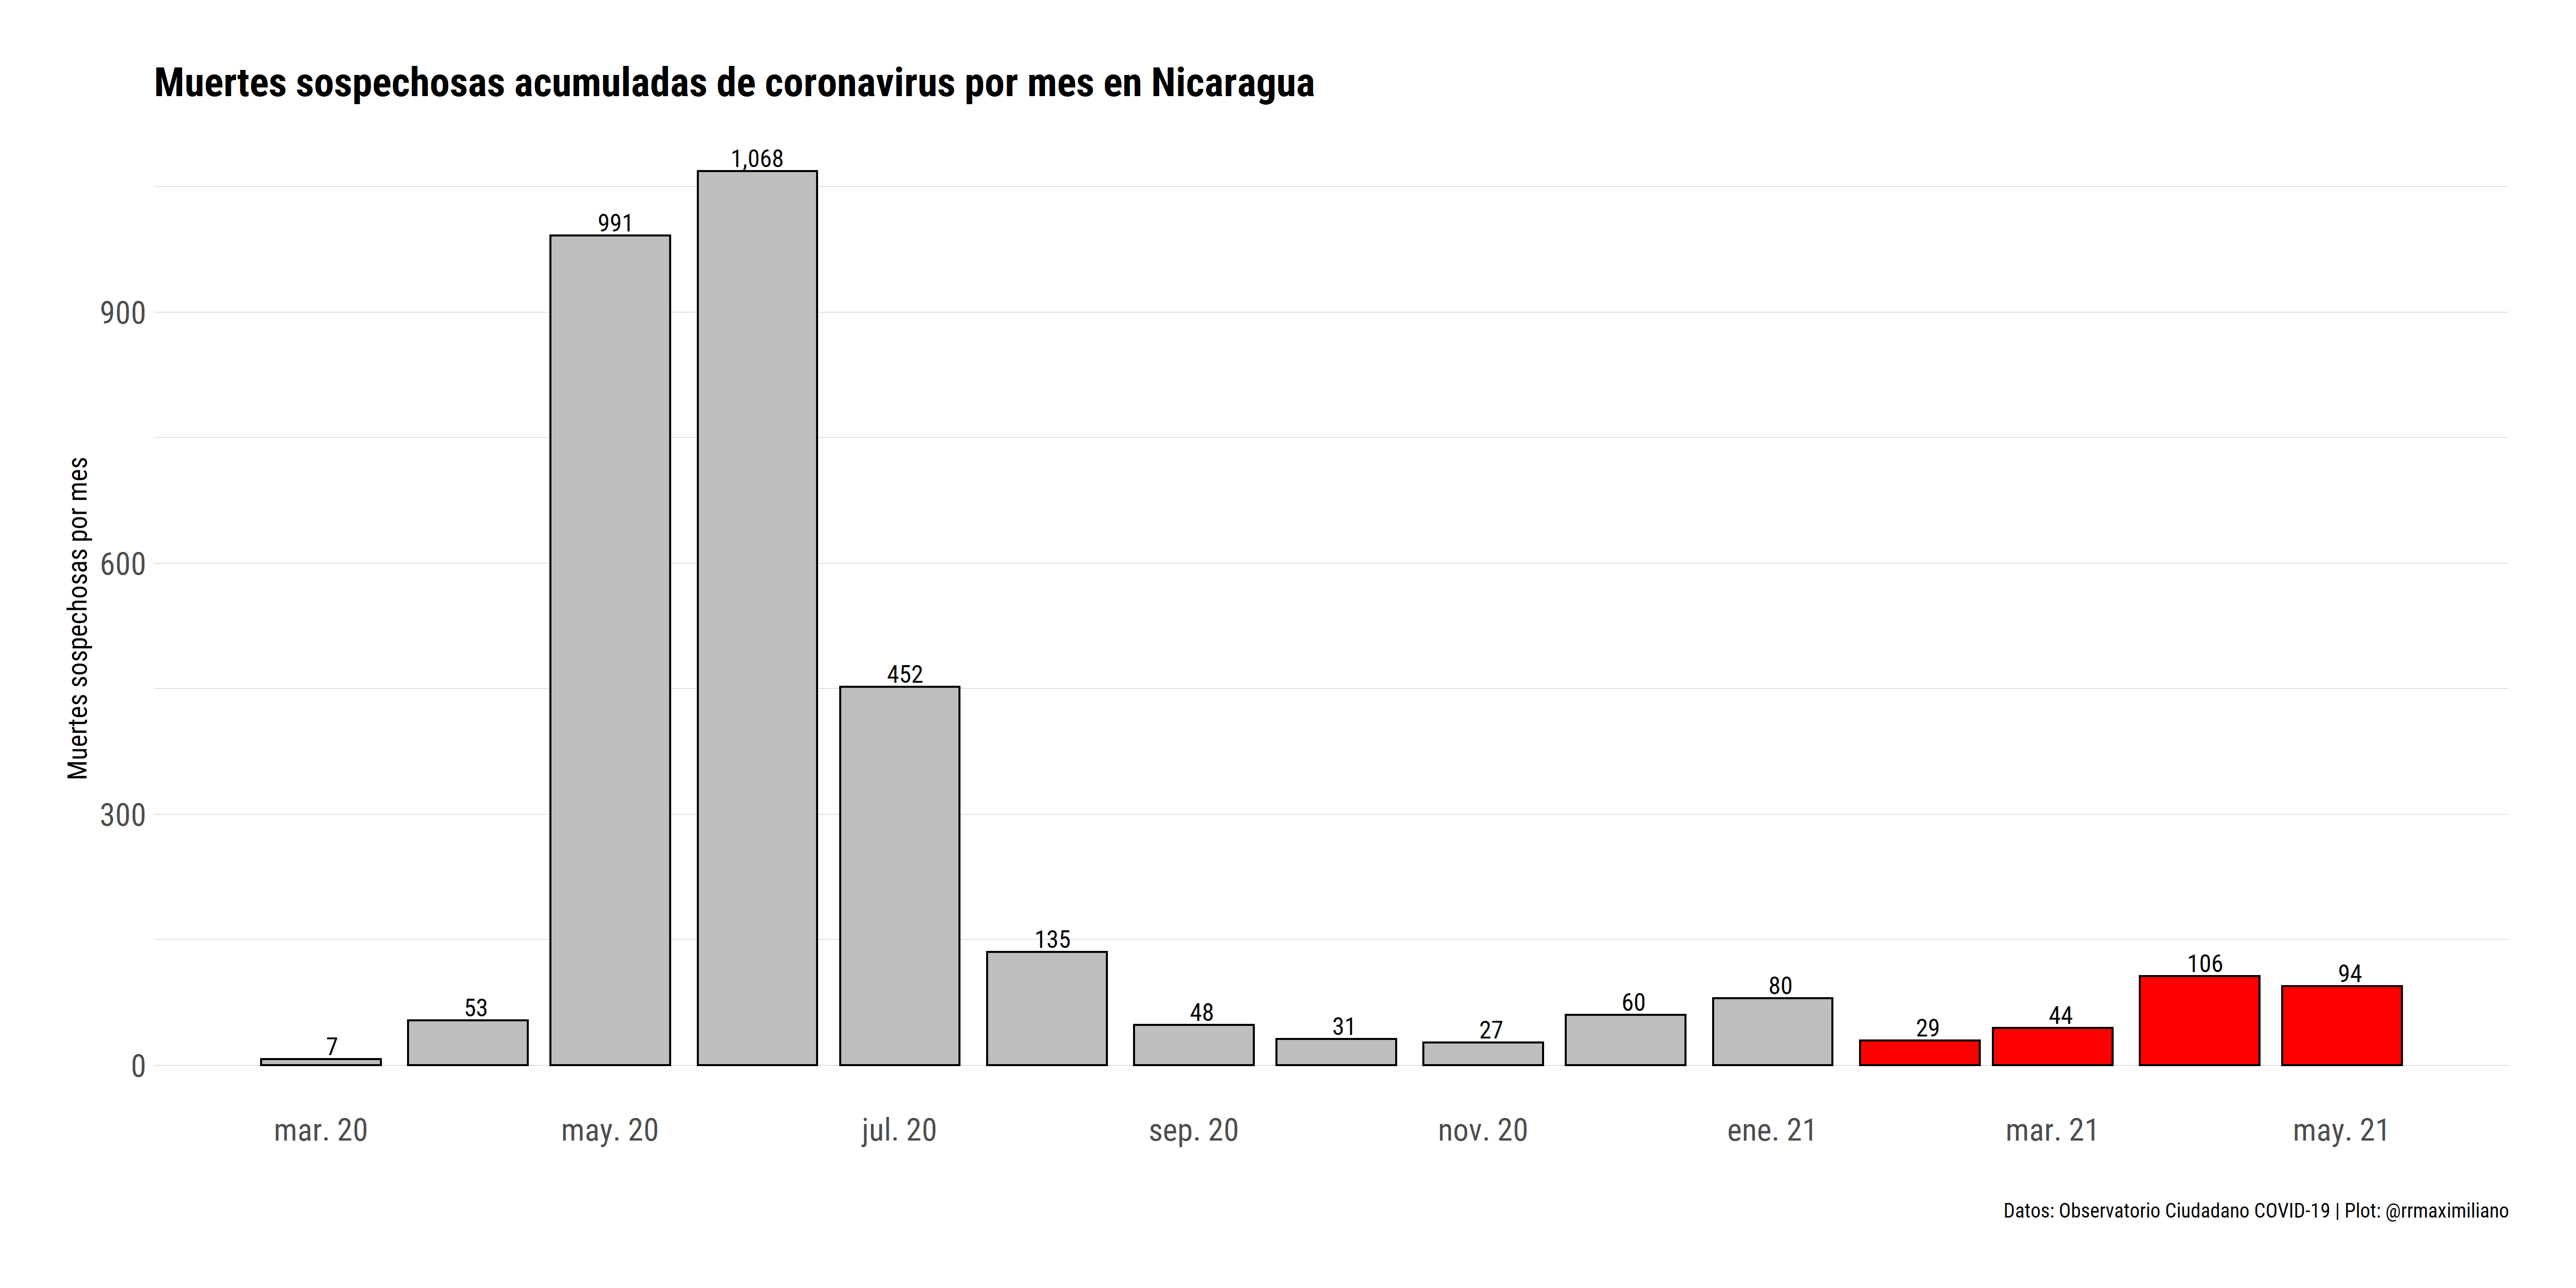 Muertes sospechosas acumuladas de coronavirus por mes en Nicaragua
Muertes sospechosas por mes
900
600
300
0
7
53
991
1,068
452
135
48
31
27
60
80
29
44
106
94
mar. 20
may. 20
jul. 20
sep. 20
nov. 20
ene. 21
mar. 21
may. 21
Datos: Observatorio Ciudadano COVID-19 | Plot: @rrmaximiliano